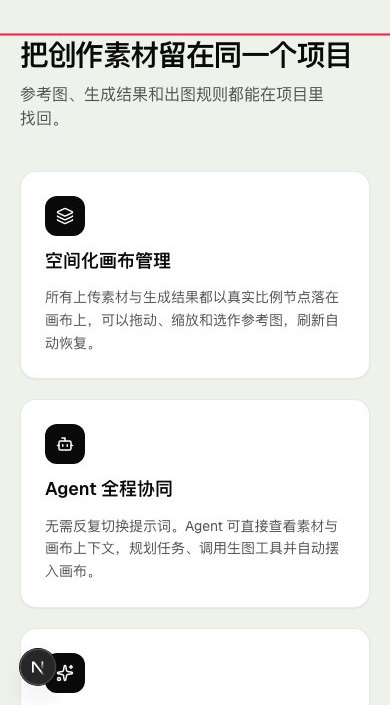 把创作素材留在同一个项目
参考图、生成结果和出图规则都能在项目里
找回。
空间化画布管理
所有上传素材与生成结果都以真实比例节点落在
画布上，可以拖动、缩放和选作参考图，刷新自
动恢复。
Agent 全程协同
无需反复切换提示词。Agent 可直接查看素材与
画布上下文，规划任务、调用生图工具并自动摆
入画布。
N